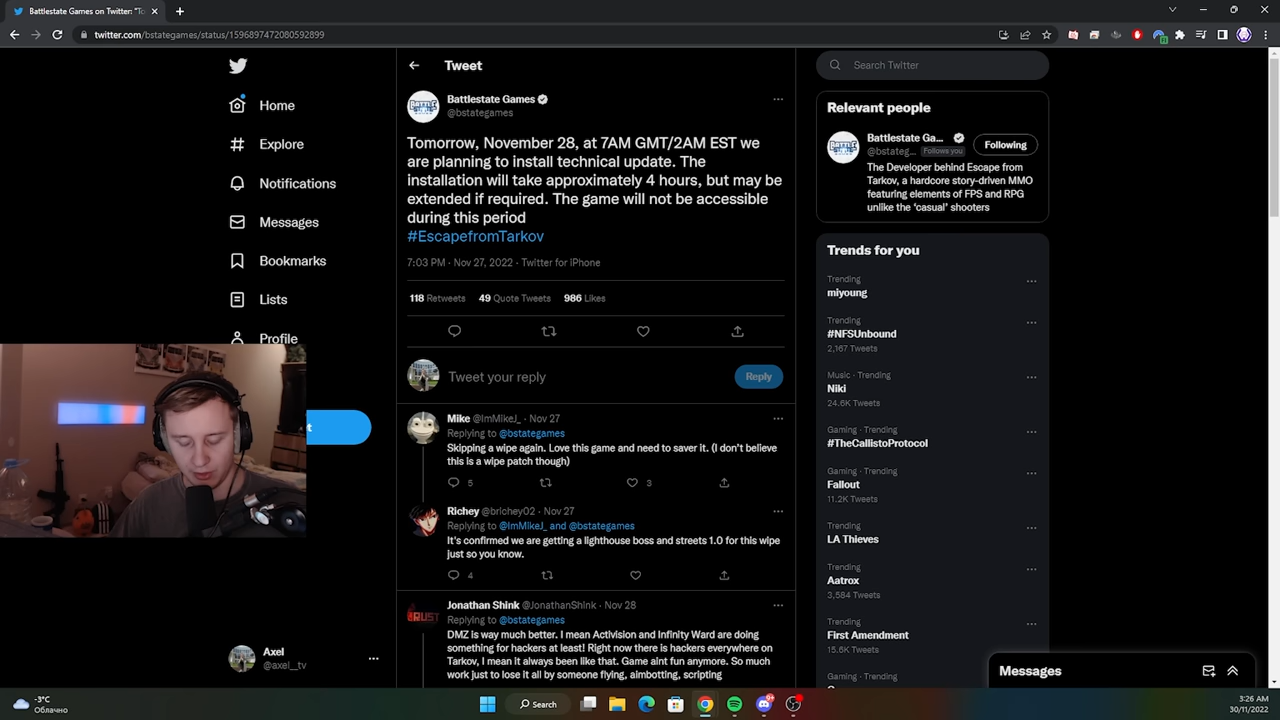 Battlestate Games on Twitter: "To
twitter.com/bstategames/status/1596897472080592899
Home
Explore
Notifications
Messages
Bookmarks
Lists
Profile
t
Axel
@axel_tv
Tweet
Battlestate Games
@bstategames
Tomorrow, November 28, at 7AM GMT/2AM EST we
are planning to install technical update. The
installation will take approximately 4 hours, but may be
extended if required. The game will not be accessible
during this period
#EscapefromTarkov
7:03 PM · Nov 27, 2022 · Twitter for iPhone
118 Retweets 49 Quote Tweets 986 Likes
Tweet your reply
Reply
Mike @ImMikeJ_ · Nov 27
Replying to @bstategames
Skipping a wipe again. Love this game and need to saver it. (I don't believe
this is a wipe patch though)
5 3
Richey @brichey02 · Nov 27
Replying to @ImMikeJ_ and @bstategames
It's confirmed we are getting a lighthouse boss and streets 1.0 for this wipe
just so you know.
4
RUST
Jonathan Shink @JonathanShink · Nov 28
Replying to @bstategames
DMZ is way much better. I mean Activision and Infinity Ward are doing
something for hackers at least! Right now there is hackers everywhere on
Tarkov, I mean it always been like that. Game aint fun anymore. So much
work just to lose it all by someone flying, aimbotting, scripting
Search Twitter
Relevant people
Battlestate Ga...
@bstateg... Follows you
Following
The Developer behind Escape from
Tarkov, a hardcore story-driven MMO
featuring elements of FPS and RPG
unlike the 'casual' shooters
Trends for you
Trending
miyoung
Trending
#NFSUnbound
2,167 Tweets
Music · Trending
Niki
24.6K Tweets
Gaming · Trending
#TheCallistoProtocol
Gaming · Trending
Fallout
11.2K Tweets
Trending
LA Thieves
Trending
Aatrox
3,584 Tweets
Trending
First Amendment
15.6K Tweets
Gaming · Trending
Messages
-3°C
Облачно
Search
3:26 AM
30/11/2022